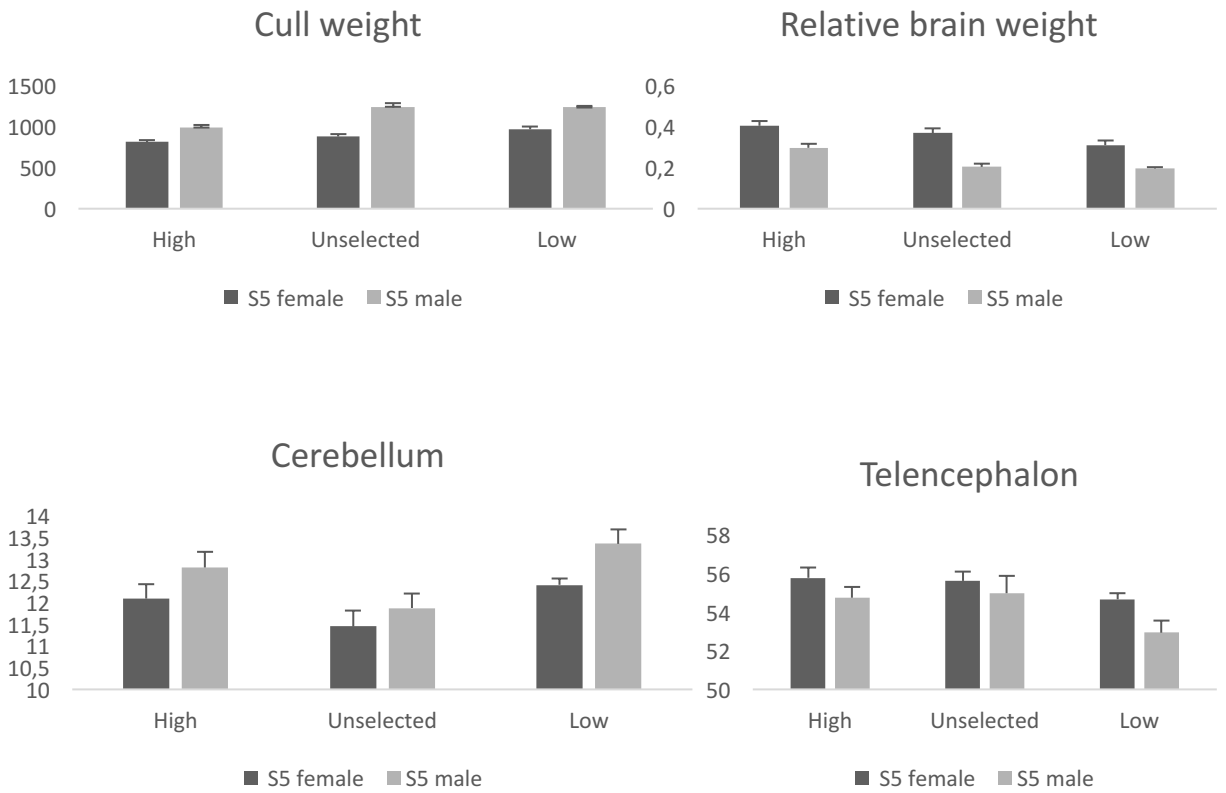 Cull weight
1500
1000
500
0
High Unselected Low
S5 female S5 male
Relative brain weight
0,6
0,4
0,2
0
High Unselected Low
S5 female S5 male
Cerebellum
14
13,5
13
12,5
12
11,5
11
10,5
10
High Unselected Low
S5 female S5 male
Telencephalon
58
56
54
52
50
High Unselected Low
S5 female S5 male